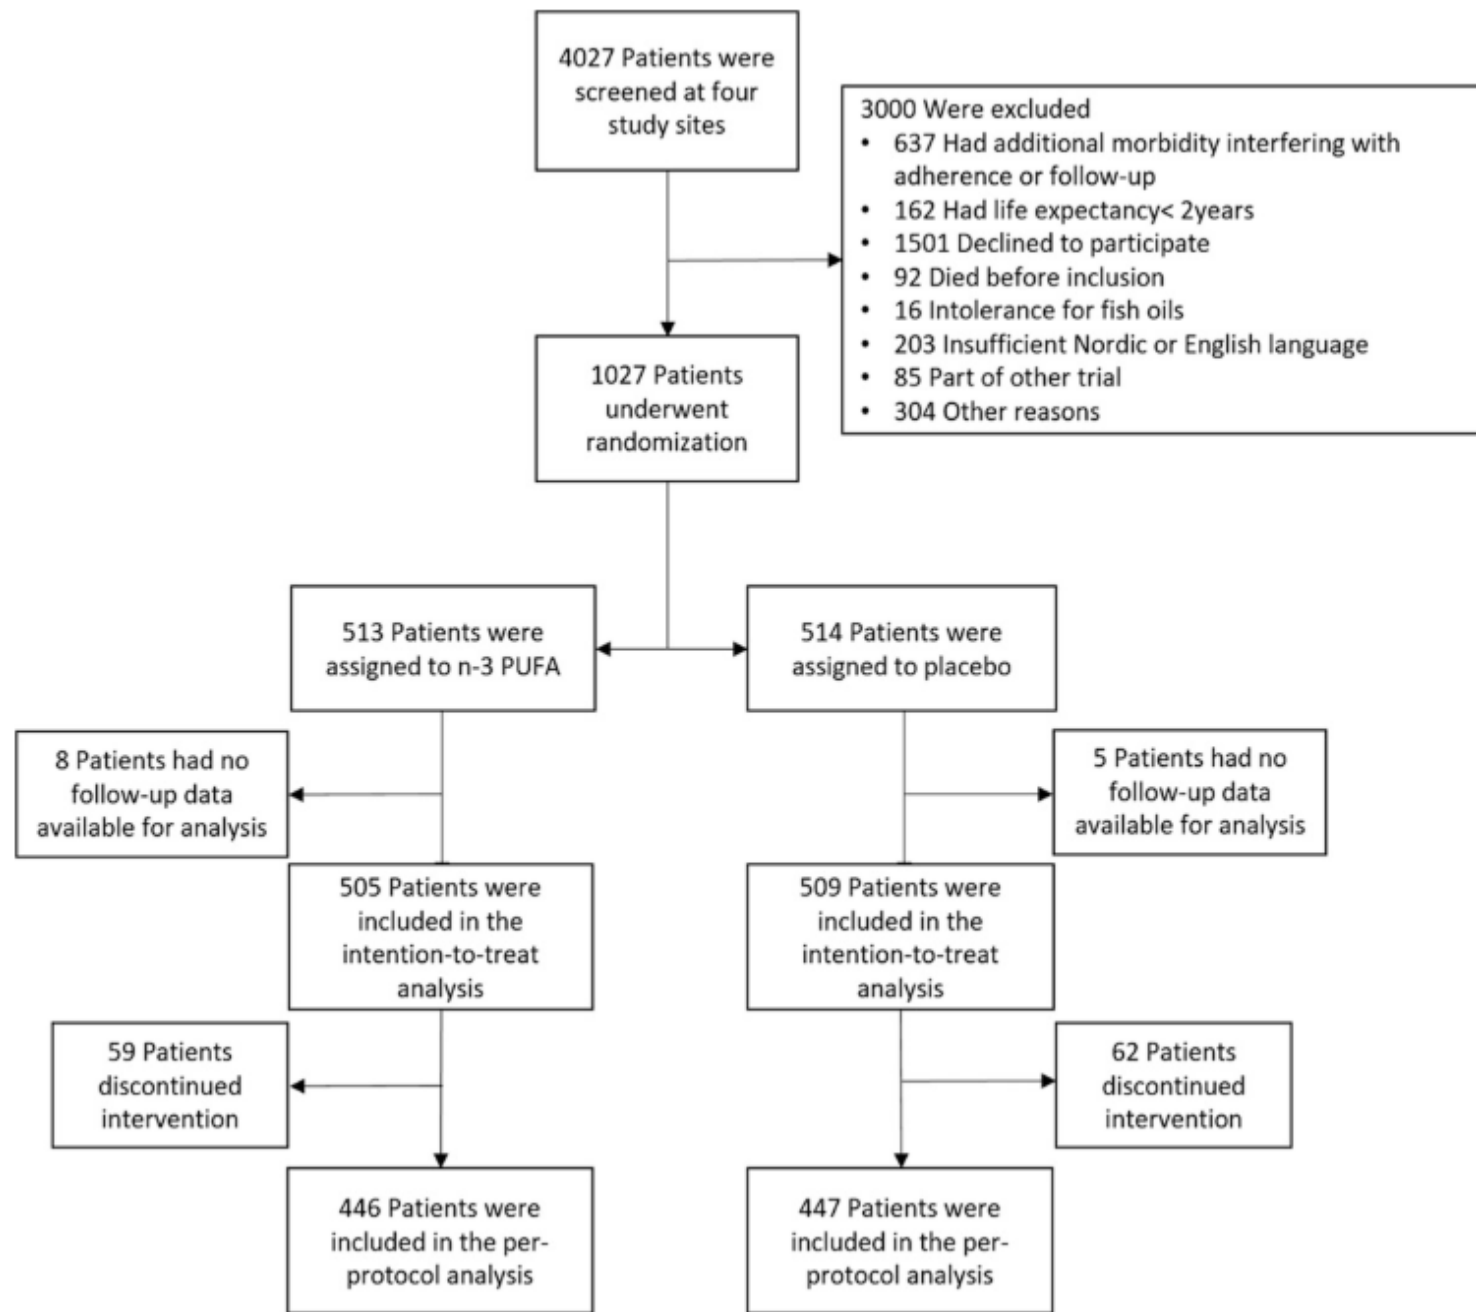 4027 Patients were
screened at four
study sites
3000 Were excluded
• 637 Had additional morbidity interfering with
adherence or follow-up
• 162 Had life expectancy< 2years
• 1501 Declined to participate
• 92 Died before inclusion
• 16 Intolerance for fish oils
• 203 Insufficient Nordic or English language
• 85 Part of other trial
• 304 Other reasons
1027 Patients
underwent
randomization
513 Patients were
assigned to n-3 PUFA
514 Patients were
assigned to placebo
8 Patients had no
follow-up data
available for analysis
5 Patients had no
follow-up data
available for analysis
505 Patients were
included in the
intention-to-treat
analysis
509 Patients were
included in the
intention-to-treat
analysis
59 Patients
discontinued
intervention
62 Patients
discontinued
intervention
446 Patients were
included in the per-
protocol analysis
447 Patients were
included in the per-
protocol analysis